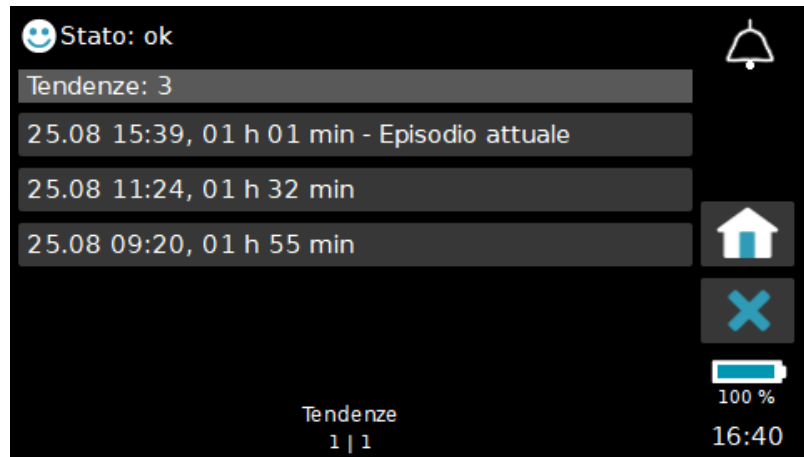 Stato: ok
Tendenze: 3
25.08 15:39, 01 h 01 min - Episodio attuale
25.08 11:24, 01 h 32 min
25.08 09:20, 01 h 55 min
100 %
Tendenze
1 | 1
16:40